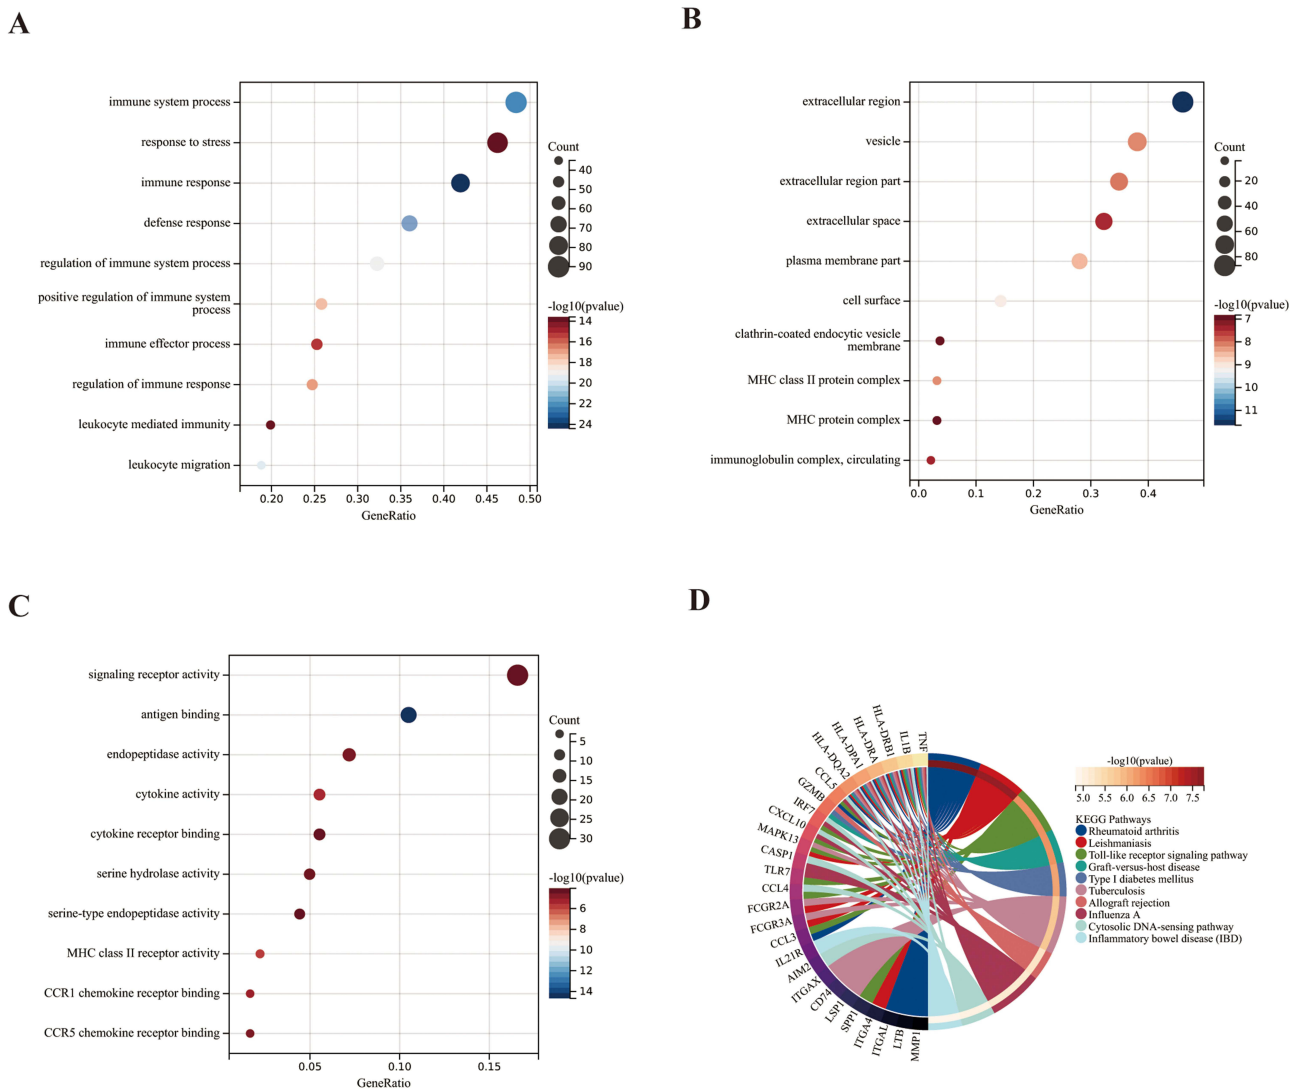 A
immune system process
response to stress
immune response
defense response
regulation of immune system process
positive regulation of immune system
process
immune effector process
regulation of immune response
leukocyte mediated immunity
leukocyte migration
0.20 0.25 0.30 0.35 0.40 0.45 0.50
GeneRatio
Count
40
50
60
70
80
90
-log10(pvalue)
14
16
18
20
22
24
B
extracellular region
vesicle
extracellular region part
extracellular space
plasma membrane part
cell surface
clathrin-coated endocytic vesicle
membrane
MHC class II protein complex
MHC protein complex
immunoglobulin complex, circulating
0.0 0.1 0.2 0.3 0.4
GeneRatio
Count
20
40
60
80
-log10(pvalue)
7
8
9
10
11
C
signaling receptor activity
antigen binding
endopeptidase activity
cytokine activity
cytokine receptor binding
serine hydrolase activity
serine-type endopeptidase activity
MHC class II receptor activity
CCR1 chemokine receptor binding
CCR5 chemokine receptor binding
0.05 0.10 0.15
GeneRatio
Count
5
10
15
20
25
30
-log10(pvalue)
4
6
8
10
12
14
D
TNF
IL1B
HLA-DRB1
HLA-DRA
HLA-DPA1
HLA-DQA2
CCL5
GZMB
IRF7
CXCL10
MAPK13
CASP1
TLR7
CCL4
FCGR2A
FCGR3A
CCL3
IL21R
AIM2
ITGAX
CD74
LSP1
SPP1
ITGA4
ITGAL
LTB
MMP1
-log10(pvalue)
5.0 5.5 6.0 6.5 7.0 7.5
KEGG Pathways
Rheumatoid arthritis
Leishmaniasis
Toll-like receptor signaling pathway
Graft-versus-host disease
Type I diabetes mellitus
Tuberculosis
Allograft rejection
Influenza A
Cytosolic DNA-sensing pathway
Inflammatory bowel disease (IBD)